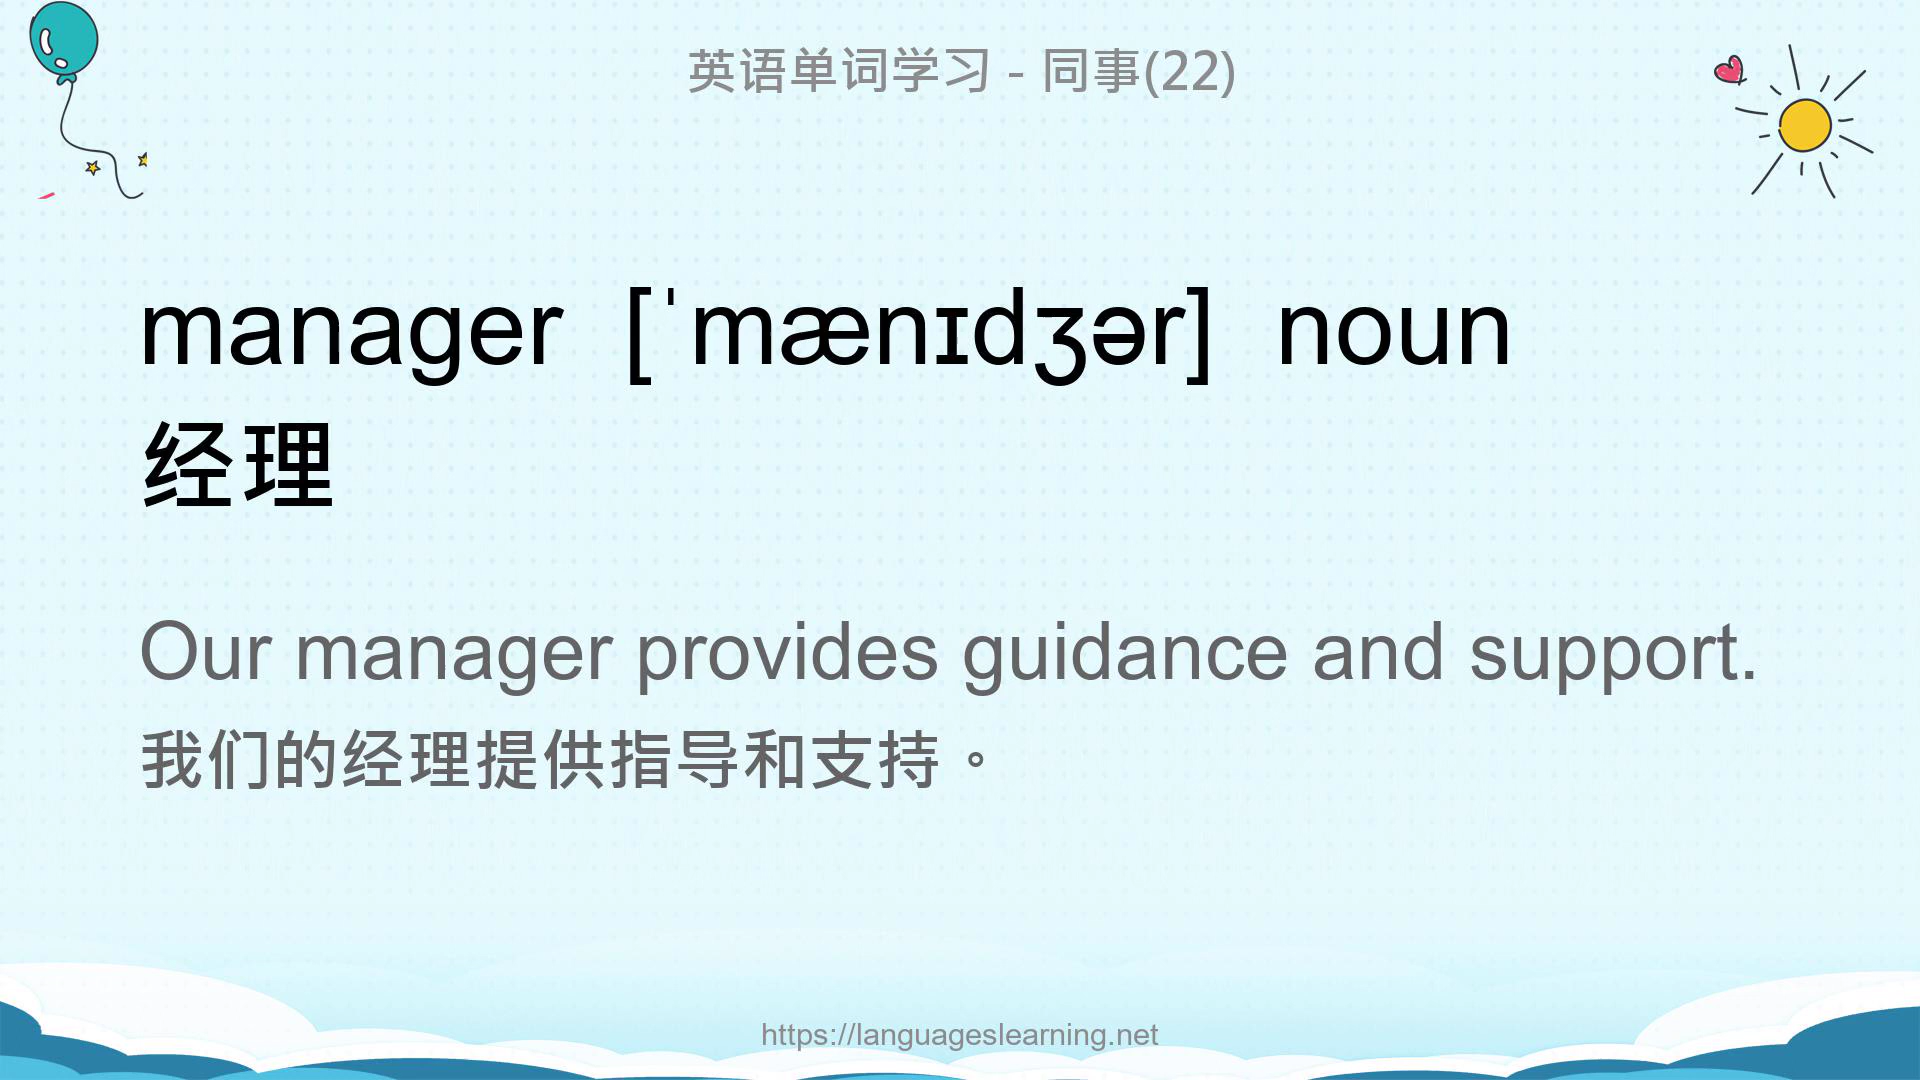 英语单词学习 - 同事(22)
manager [ˈmænɪdʒər] noun
经理
Our manager provides guidance and support.
我们的经理提供指导和支持。
https://languageslearning.net